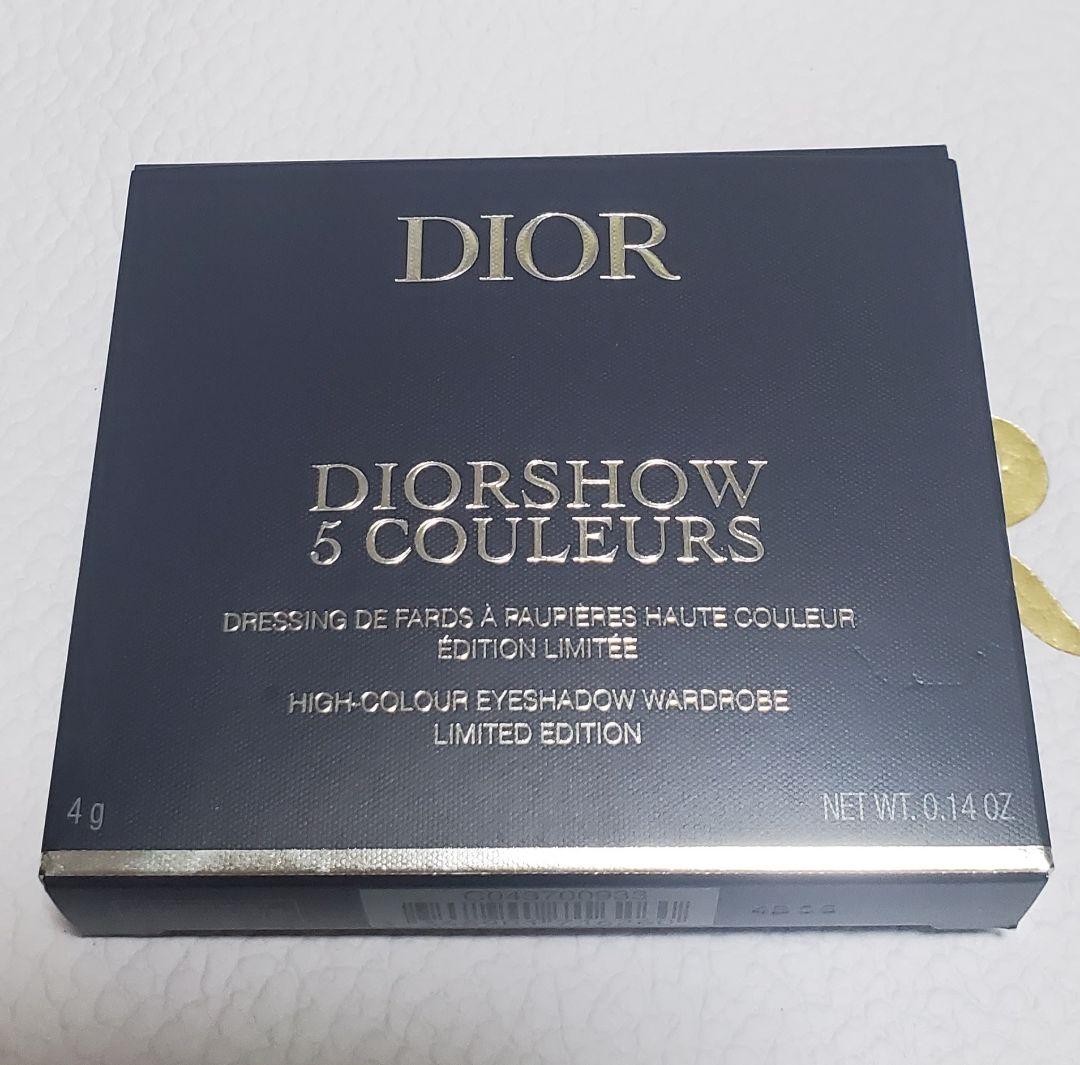 DIOR
DIORSHOW
5 COULEURS
DRESSING DE FARDS À PAUPIÈRES HAUTE COULEUR
ÉDITION LIMITÉE
HIGH-COLOUR EYESHADOW WARDROBE
LIMITED EDITION
4 g NET WT. 0.14 OZ
C043700933